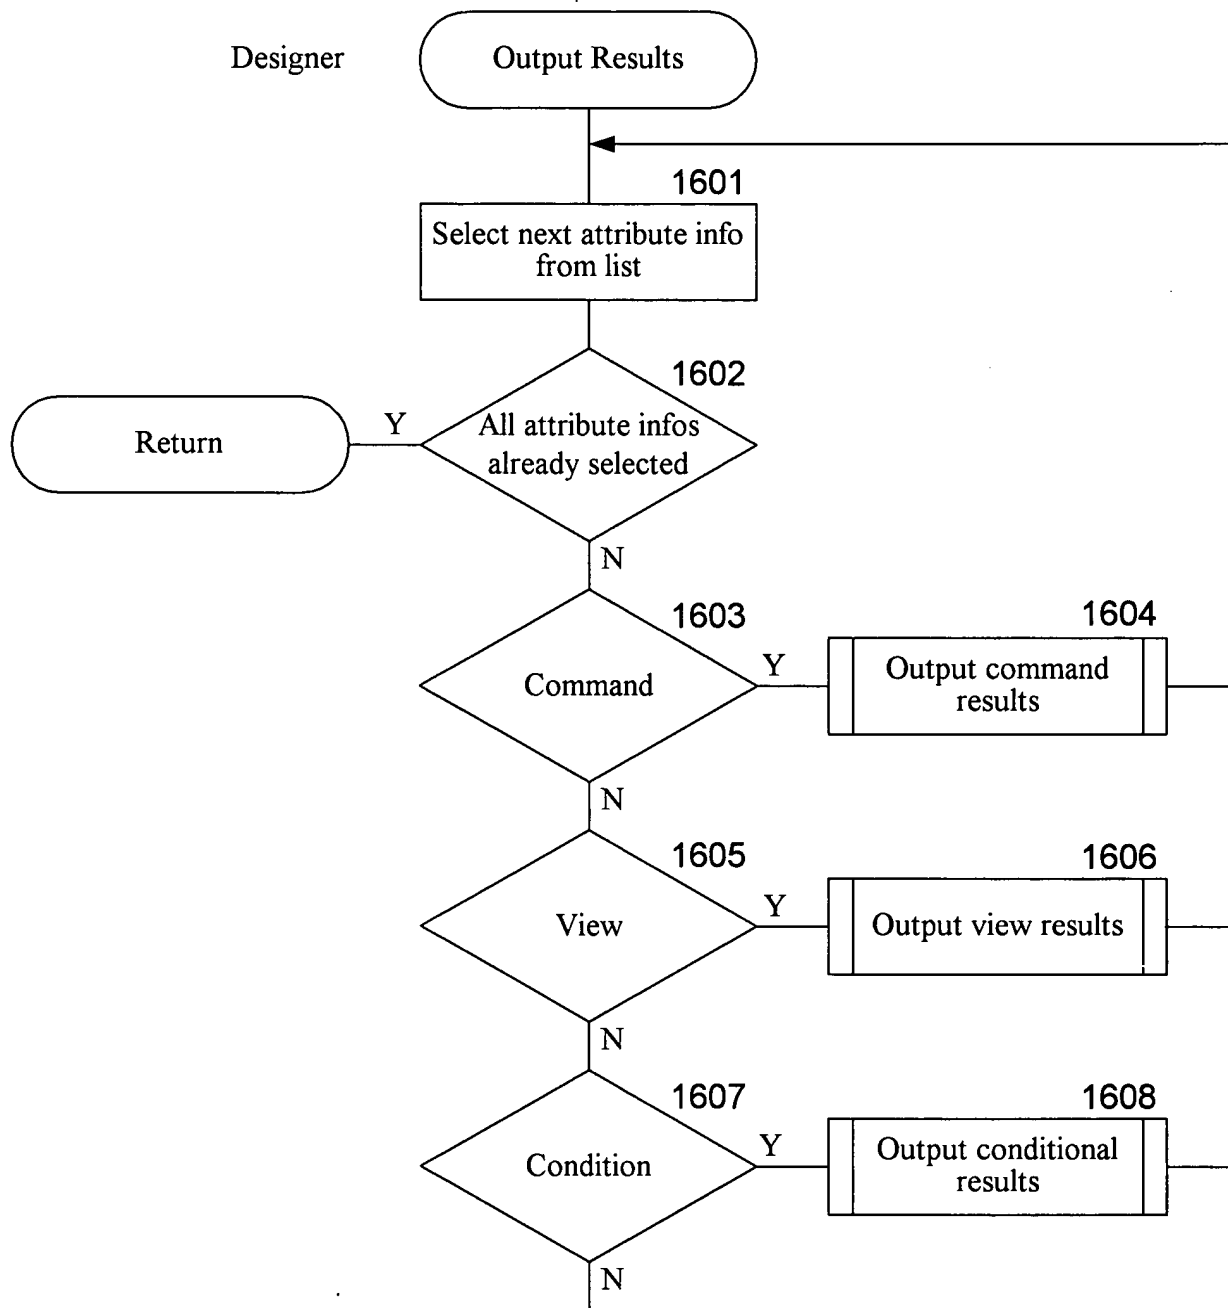 Designer
Output Results
1601
Select next attribute info
from list
1602
All attribute infos
already selected
Y
Return
N
1603
Command
Y
1604
Output command
results
N
1605
View
Y
1606
Output view results
N
1607
Condition
Y
1608
Output conditional
results
N